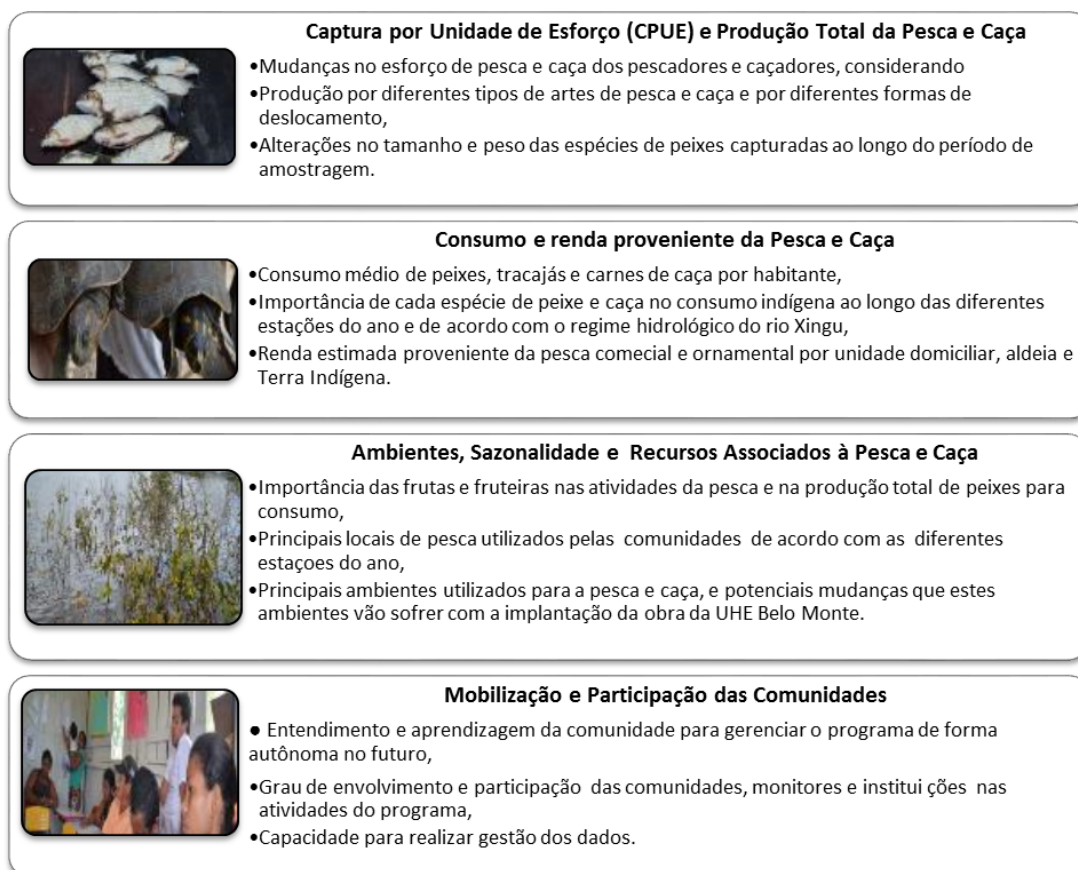 Captura por Unidade de Esforço (CPUE) e Produção Total da Pesca e Caça
•Mudanças no esforço de pesca e caça dos pescadores e caçadores, considerando
•Produção por diferentes tipos de artes de pesca e caça e por diferentes formas de
deslocamento,
•Alterações no tamanho e peso das espécies de peixes capturadas ao longo do período de
amostragem.
Consumo e renda proveniente da Pesca e Caça
•Consumo médio de peixes, tracajás e carnes de caça por habitante,
•Importância de cada espécie de peixe e caça no consumo indígena ao longo das diferentes
estações do ano e de acordo com o regime hidrológico do rio Xingu,
•Renda estimada proveniente da pesca comecial e ornamental por unidade domiciliar, aldeia e
Terra Indígena.
Ambientes, Sazonalidade e Recursos Associados à Pesca e Caça
•Importância das frutas e fruteiras nas atividades da pesca e na produção total de peixes para
consumo,
•Principais locais de pesca utilizados pelas comunidades de acordo com as diferentes
estaçoes do ano,
•Principais ambientes utilizados para a pesca e caça, e potenciais mudanças que estes
ambientes vão sofrer com a implantação da obra da UHE Belo Monte.
Mobilização e Participação das Comunidades
● Entendimento e aprendizagem da comunidade para gerenciar o programa de forma
autônoma no futuro,
•Grau de envolvimento e participação das comunidades, monitores e institui ções nas
atividades do programa,
•Capacidade para realizar gestão dos dados.